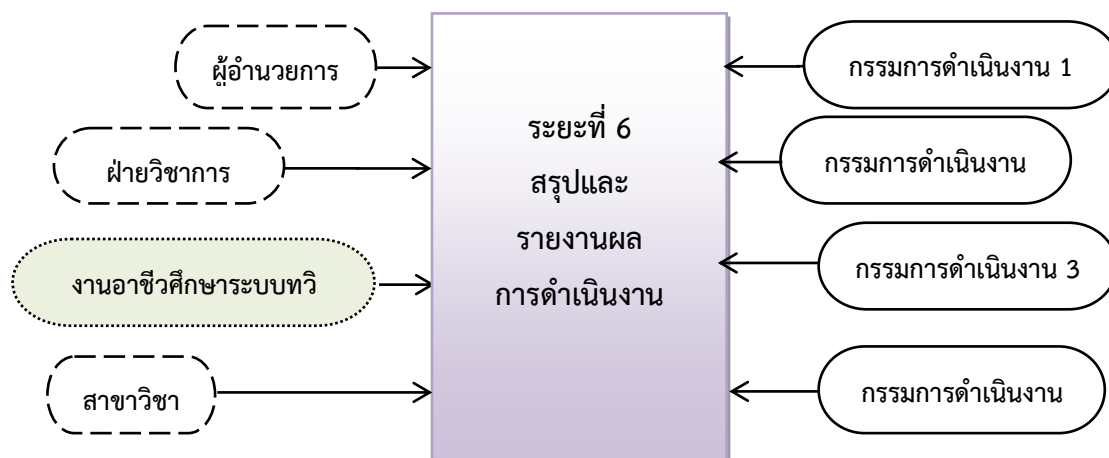 ผู้อำนวยการ
ฝ่ายวิชาการ
งานอาชีวศึกษาระบบทวิ
สาขาวิชา
ระยะที่ 6
สรุปและ
รายงานผล
การดำเนินงาน
กรรมการดำเนินงาน 1
กรรมการดำเนินงาน
กรรมการดำเนินงาน 3
กรรมการดำเนินงาน